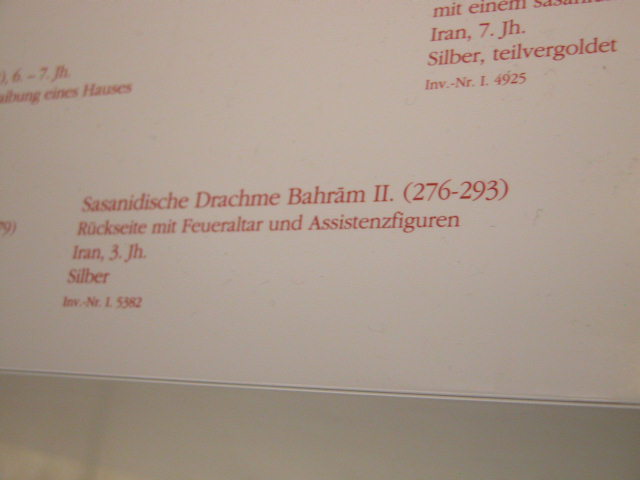 mit einem
Iran, 7. Jh.
Silber, teilvergoldet
Inv.-Nr. I. 4925
6. – 7. Jh.
eines Hauses
Sasanidische Drachme Bahrām II. (276-293)
Rückseite mit Feueraltar und Assistenzfiguren
Iran, 3. Jh.
Silber
Inv.-Nr. I. 5382
79)